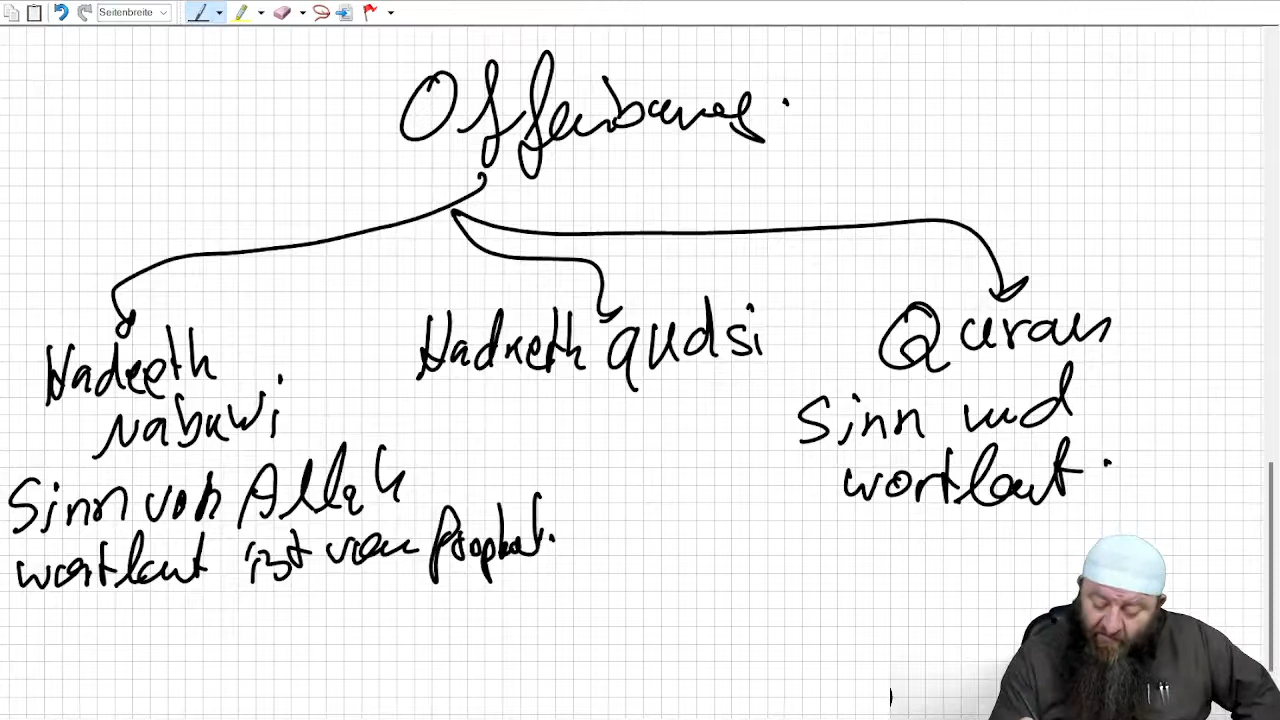 Seitenbreite
Offenbarung.
Hadeeth qudsi
Quran
Hadeeth
Nabawi
Sinn und
wortlaut.
Sinn von Allah
wortlaut ist vom Prophet.